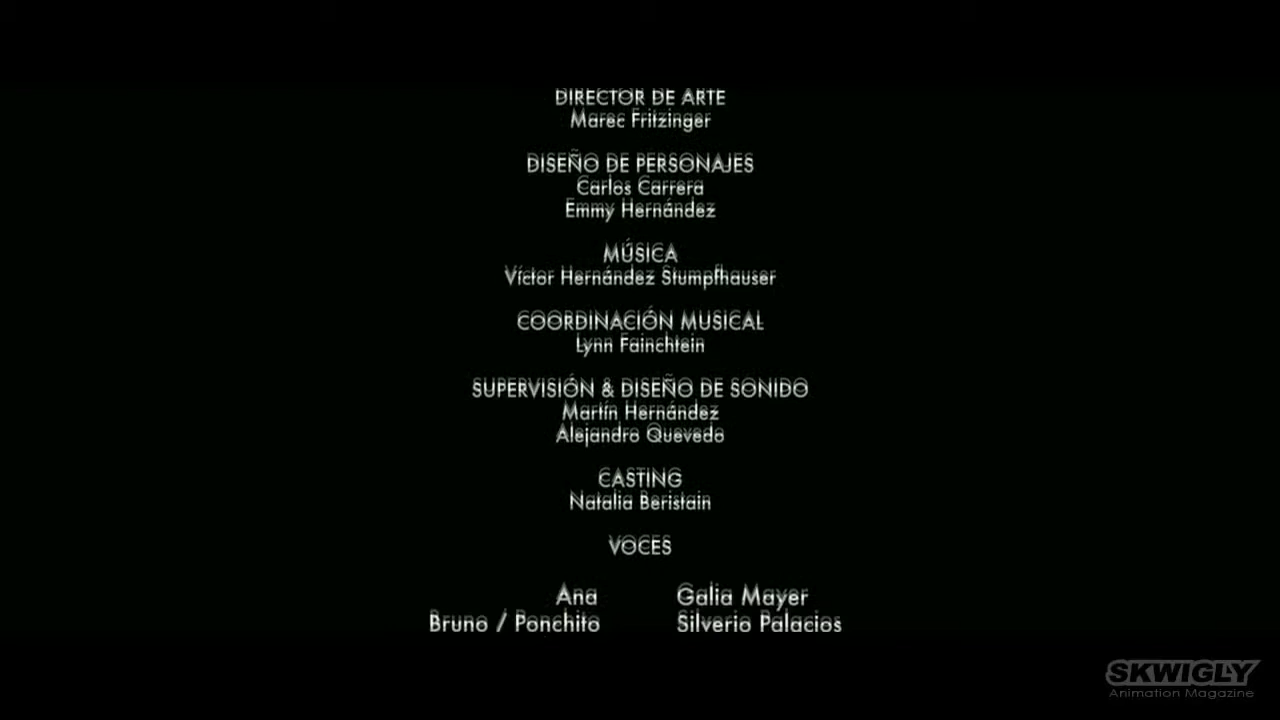 DIRECTOR DE ARTE
Marec Fritzinger
DISEÑO DE PERSONAJES
Carlos Carrera
Emmy Hernández
MÚSICA
Víctor Hernández Stumpfhauser
COORDINACIÓN MUSICAL
Lynn Fainchtein
SUPERVISIÓN & DISEÑO DE SONIDO
Martín Hernández
Alejandro Quevedo
CASTING
Natalia Beristain
VOCES
Ana Galia Mayer
Bruno / Ponchito Silverio Palacios
SKWIGLY
Animation Magazine